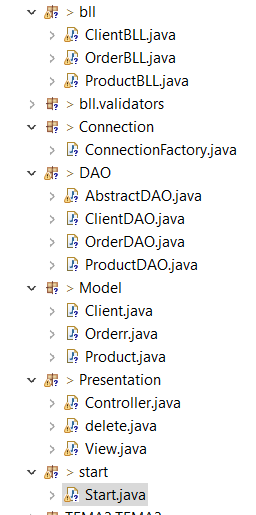 > bll
ClientBLL.java
OrderBLL.java
ProductBLL.java
> bll.validators
> Connection
ConnectionFactory.java
> DAO
AbstractDAO.java
ClientDAO.java
OrderDAO.java
ProductDAO.java
> Model
Client.java
Orderr.java
Product.java
> Presentation
Controller.java
delete.java
View.java
> start
Start.java